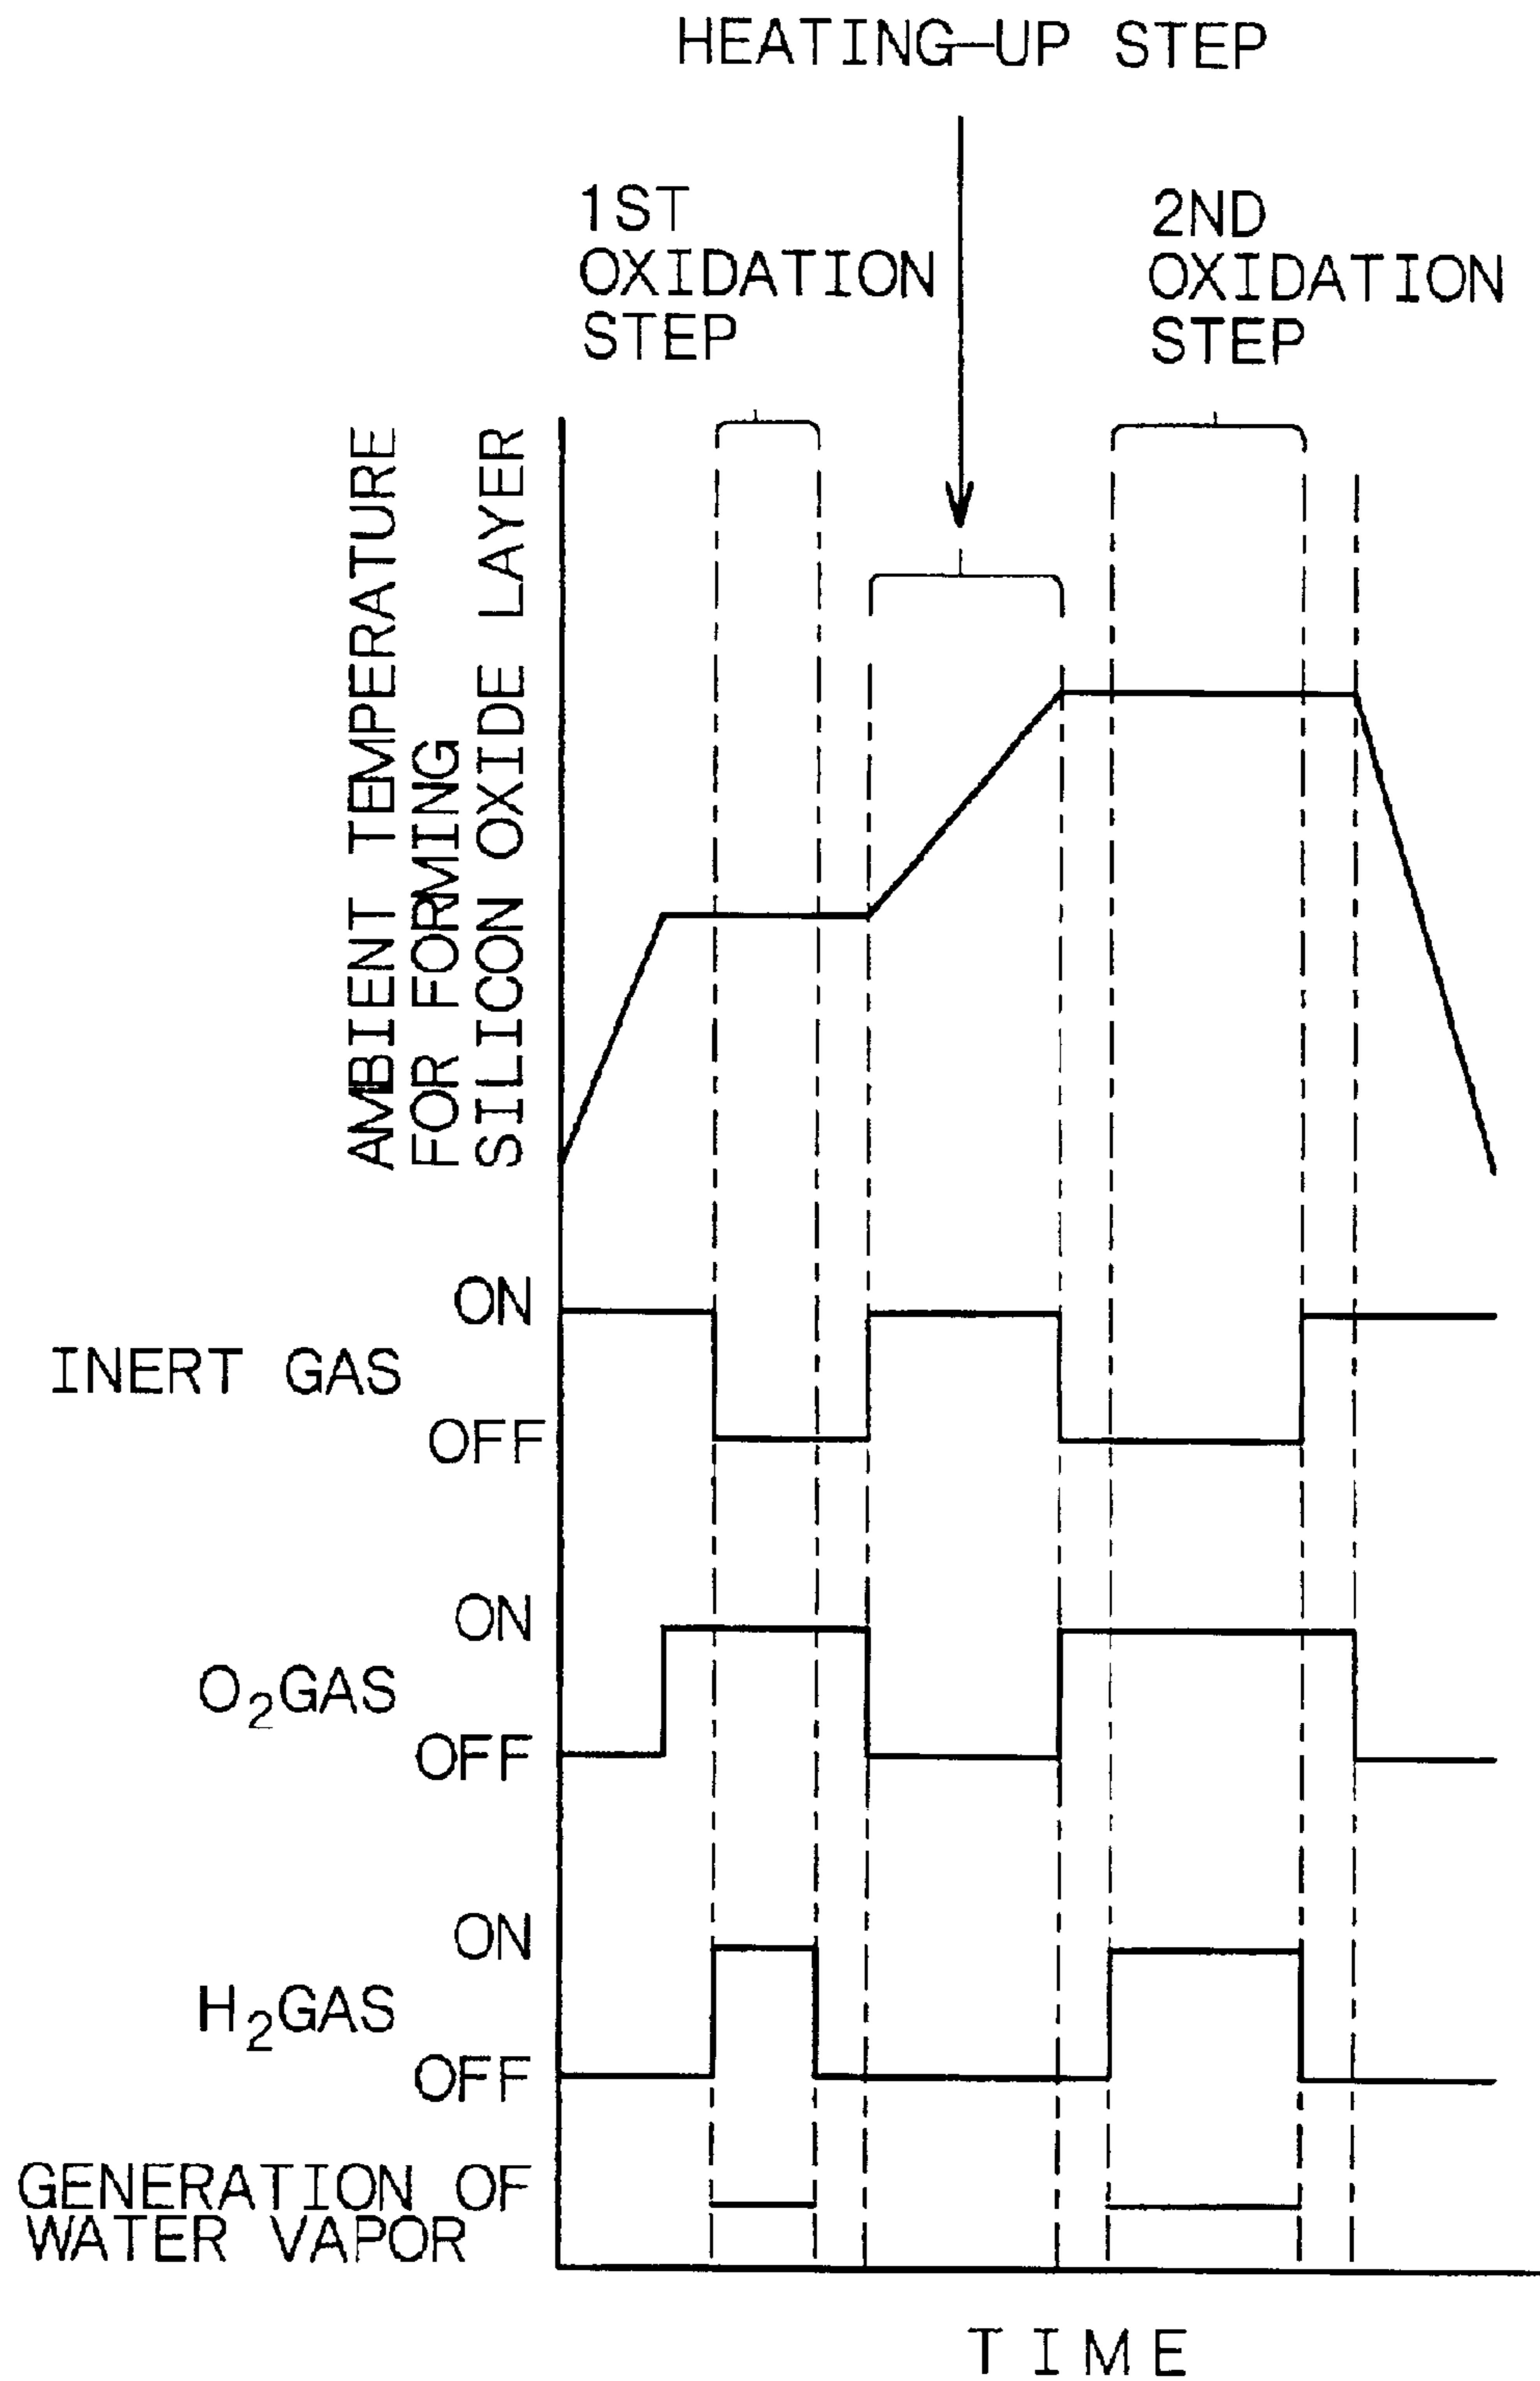 HEATING-UP STEP
1ST
OXIDATION
STEP
2ND
OXIDATION
STEP
AMBIENT TEMPERATURE
FOR FORMING
SILICON OXIDE LAYER
ON
INERT GAS
OFF
ON
O₂GAS
OFF
ON
H₂GAS
OFF
GENERATION OF
WATER VAPOR
TIME